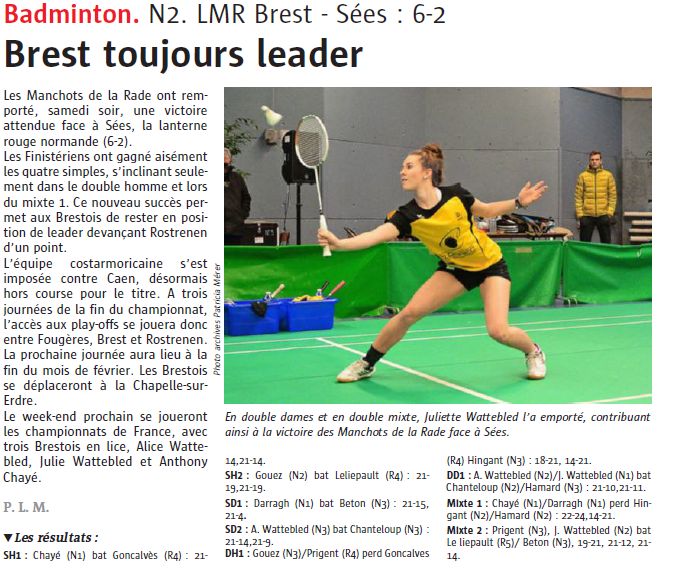 Badminton. N2. LMR Brest - Sées : 6-2
Brest toujours leader
Les Manchots de la Rade ont rem-
porté, samedi soir, une victoire
attendue face à Sées, la lanterne
rouge normande (6-2).
Les Finistériens ont gagné aisément
les quatre simples, s’inclinant seule-
ment dans le double homme et lors
du mixte 1. Ce nouveau succès per-
met aux Brestois de rester en posi-
tion de leader devançant Rostrenen
d’un point.
L’équipe costarmoricaine s’est
imposée contre Caen, désormais
hors course pour le titre. A trois
journées de la fin du championnat,
l’accès aux play-offs se jouera donc
entre Fougères, Brest et Rostrenen.
La prochaine journée aura lieu à la
fin du mois de février. Les Brestois
se déplaceront à la Chapelle-sur-
Erdre.
Le week-end prochain se joueront
les championnats de France, avec
trois Brestois en lice, Alice Watte-
bled, Julie Wattebled et Anthony
Chayé.
P. L. M.
▼Les résultats :
SH1 : Chayé (N1) bat Goncalvès (R4) : 21-
Photo archives Patricia Mérer
En double dames et en double mixte, Juliette Wattebled l’a emporté, contribuant
ainsi à la victoire des Manchots de la Rade face à Sées.
14,21-14.
SH2 : Gouez (N2) bat Leliepault (R4) : 21-
19,21-19.
SD1 : Darragh (N1) bat Beton (N3) : 21-15,
21-4.
SD2 : A. Wattebled (N3) bat Chanteloup (N3) :
21-14,21-9.
DH1 : Gouez (N3)/Prigent (R4) perd Goncalves
(R4) Hingant (N3) : 18-21, 14-21.
DD1 : A. Wattebled (N2)/J. Wattebled (N1) bat
Chanteloup (N2)/Hamard (N3) : 21-10,21-11.
Mixte 1 : Chayé (N1)/Darragh (N1) perd Hin-
gant (N2)/Hamard (N2) : 22-24,14-21.
Mixte 2 : Prigent (N3), J. Wattebled (N2) bat
Le liepault (R5)/ Beton (N3), 19-21, 21-12, 21-
14.